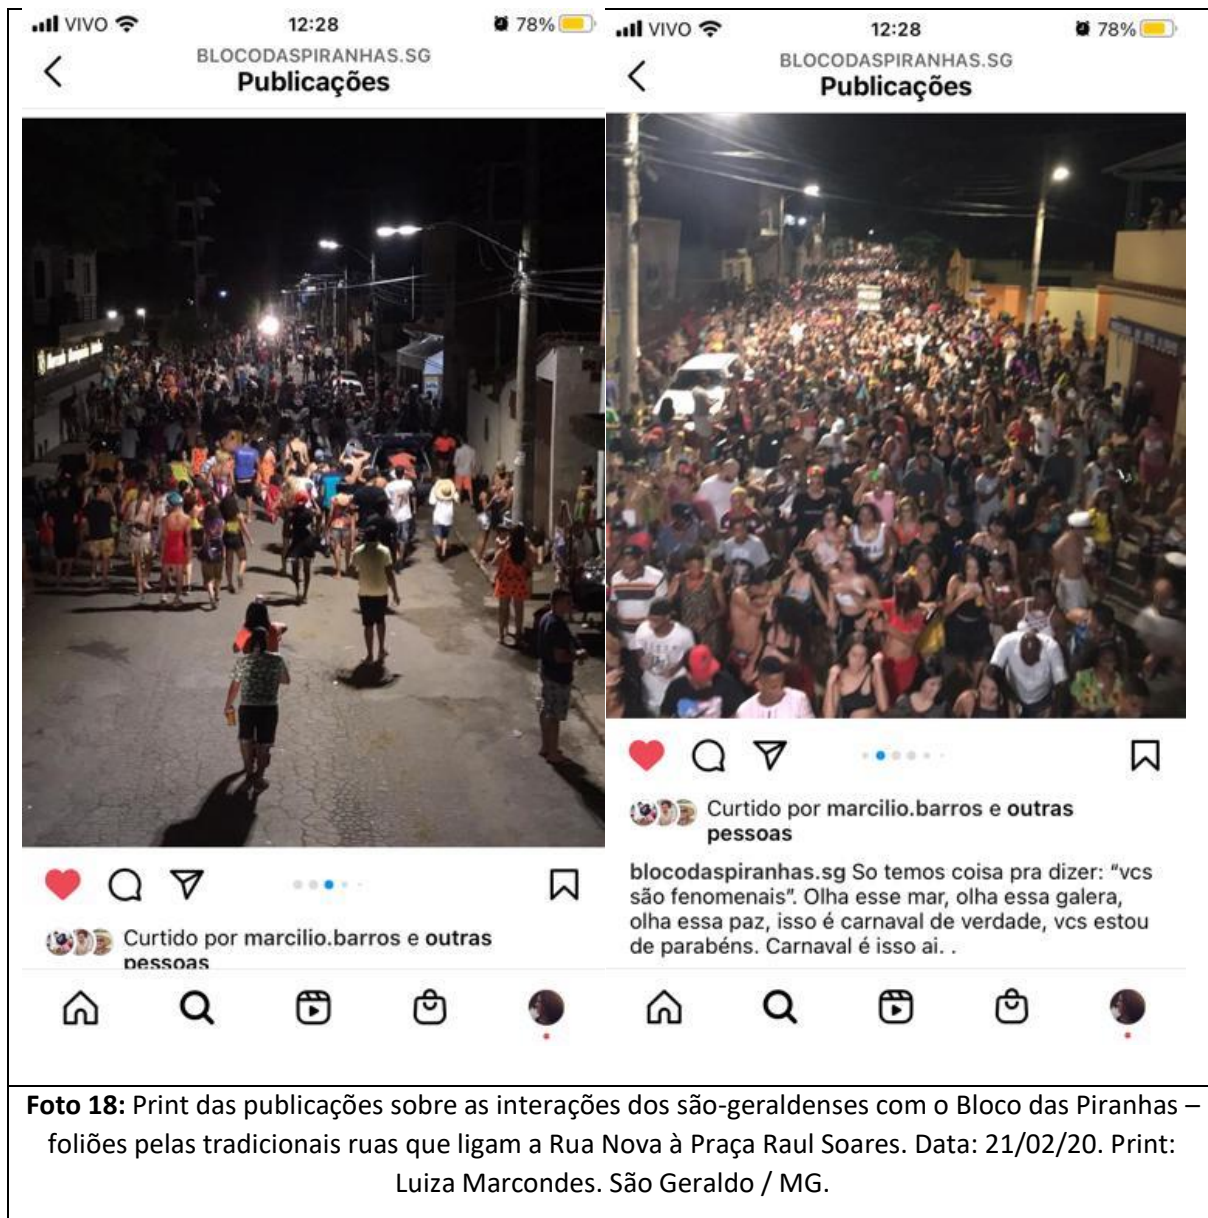 VIVO 12:28 78%
BLOCODASPIRANHAS.SG
Publicações
Curtido por marcilio.barros e outras
pessoas
VIVO 12:28 78%
BLOCODASPIRANHAS.SG
Publicações
Curtido por marcilio.barros e outras
pessoas
blocodaspiranhas.sg So temos coisa pra dizer: “vcs
são fenomenais”. Olha esse mar, olha essa galera,
olha essa paz, isso é carnaval de verdade, vcs estou
de parabéns. Carnaval é isso ai. .
Foto 18: Print das publicações sobre as interações dos são-geraldenses com o Bloco das Piranhas –
foliões pelas tradicionais ruas que ligam a Rua Nova à Praça Raul Soares. Data: 21/02/20. Print:
Luiza Marcondes. São Geraldo / MG.